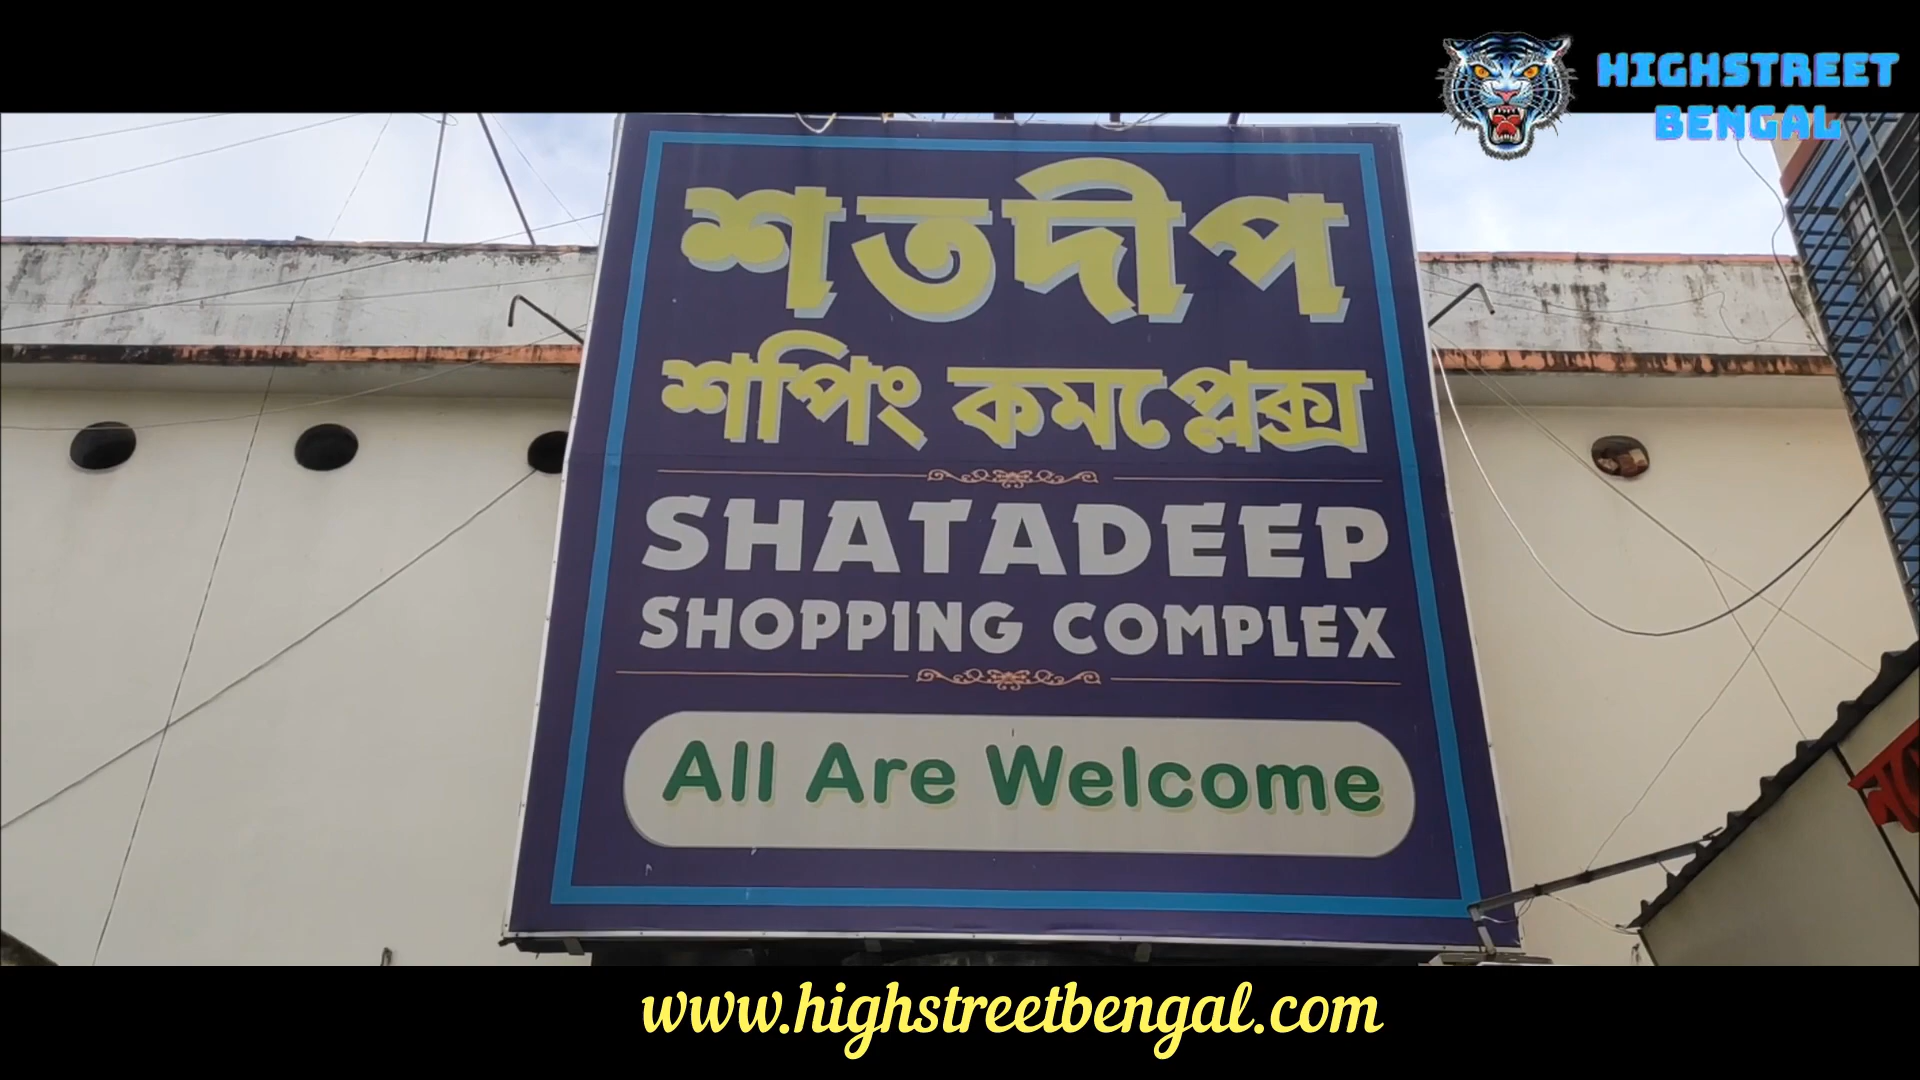 HIGHSTREET
BENGAL
শতদীপ
শপিং কমপ্লেক্স
SHATADEEP
SHOPPING COMPLEX
All Are Welcome
www.highstreetbengal.com